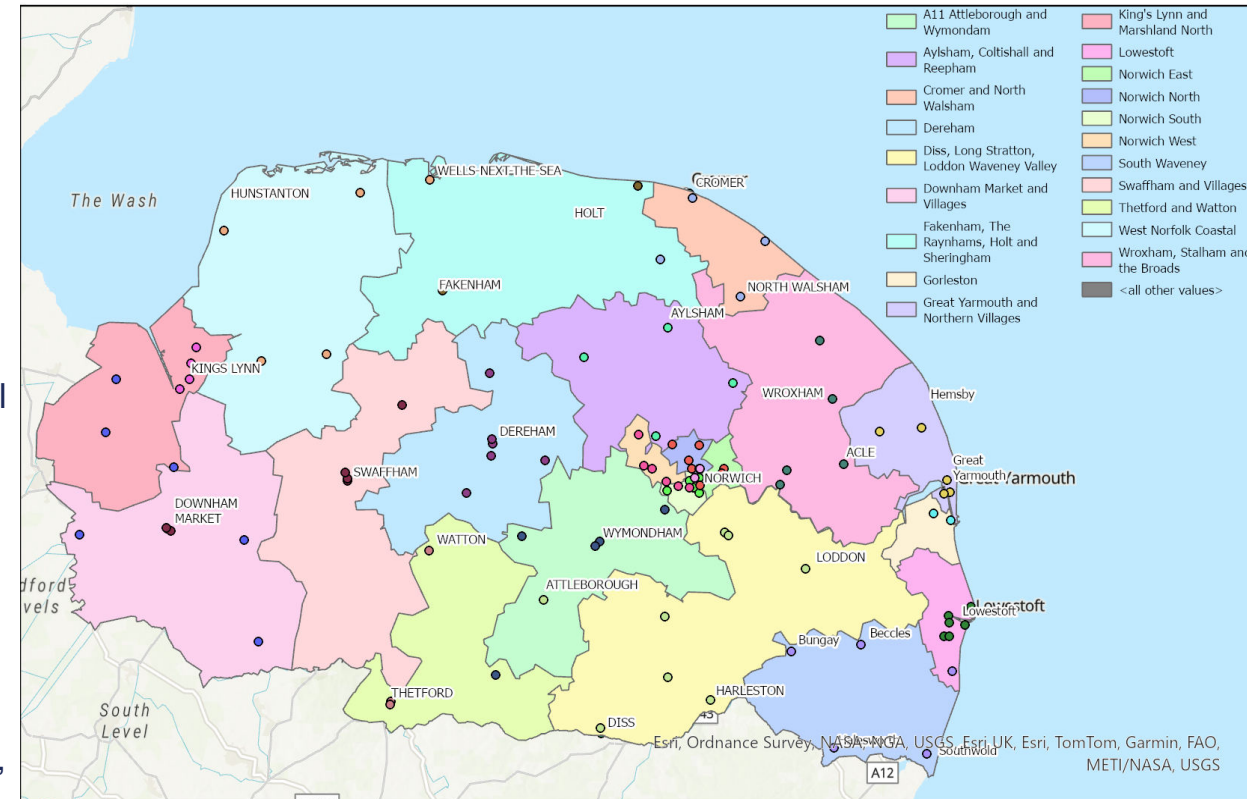 A11 Attleborough and
Wymondam
Aylsham, Coltishall and
Reepham
Cromer and North
Walsham
Dereham
Diss, Long Stratton,
Loddon Waveney Valley
Downham Market and
Villages
Fakenham, The
Raynhams, Holt and
Sheringham
Gorleston
Great Yarmouth and
Northern Villages
King's Lynn and
Marshland North
Lowestoft
Norwich East
Norwich North
Norwich South
Norwich West
South Waveney
Swaffham and Villages
Thetford and Watton
West Norfolk Coastal
Wroxham, Stalham and
the Broads
<all other values>
The Wash
HUNSTANTON
WELLS-NEXT-THE-SEA
CROMER
HOLT
FAKENHAM
NORTH WALSHAM
AYLSHAM
KINGS LYNN
WROXHAM
Hemsby
DEREHAM
ACLE
SWAFFHAM
NORWICH
Great
Yarmouth
Great Yarmouth
DOWNHAM
MARKET
WATTON
WYMONDHAM
LODDON
ATTLEBOROUGH
Lowestoft
Lowestoft
Bungay
Beccles
THETFORD
HARLESTON
South
Level
DISS
Southwold
A12
Esri, Ordnance Survey, NASA, NGA, USGS, Esri UK, Esri, TomTom, Garmin, FAO,
METI/NASA, USGS